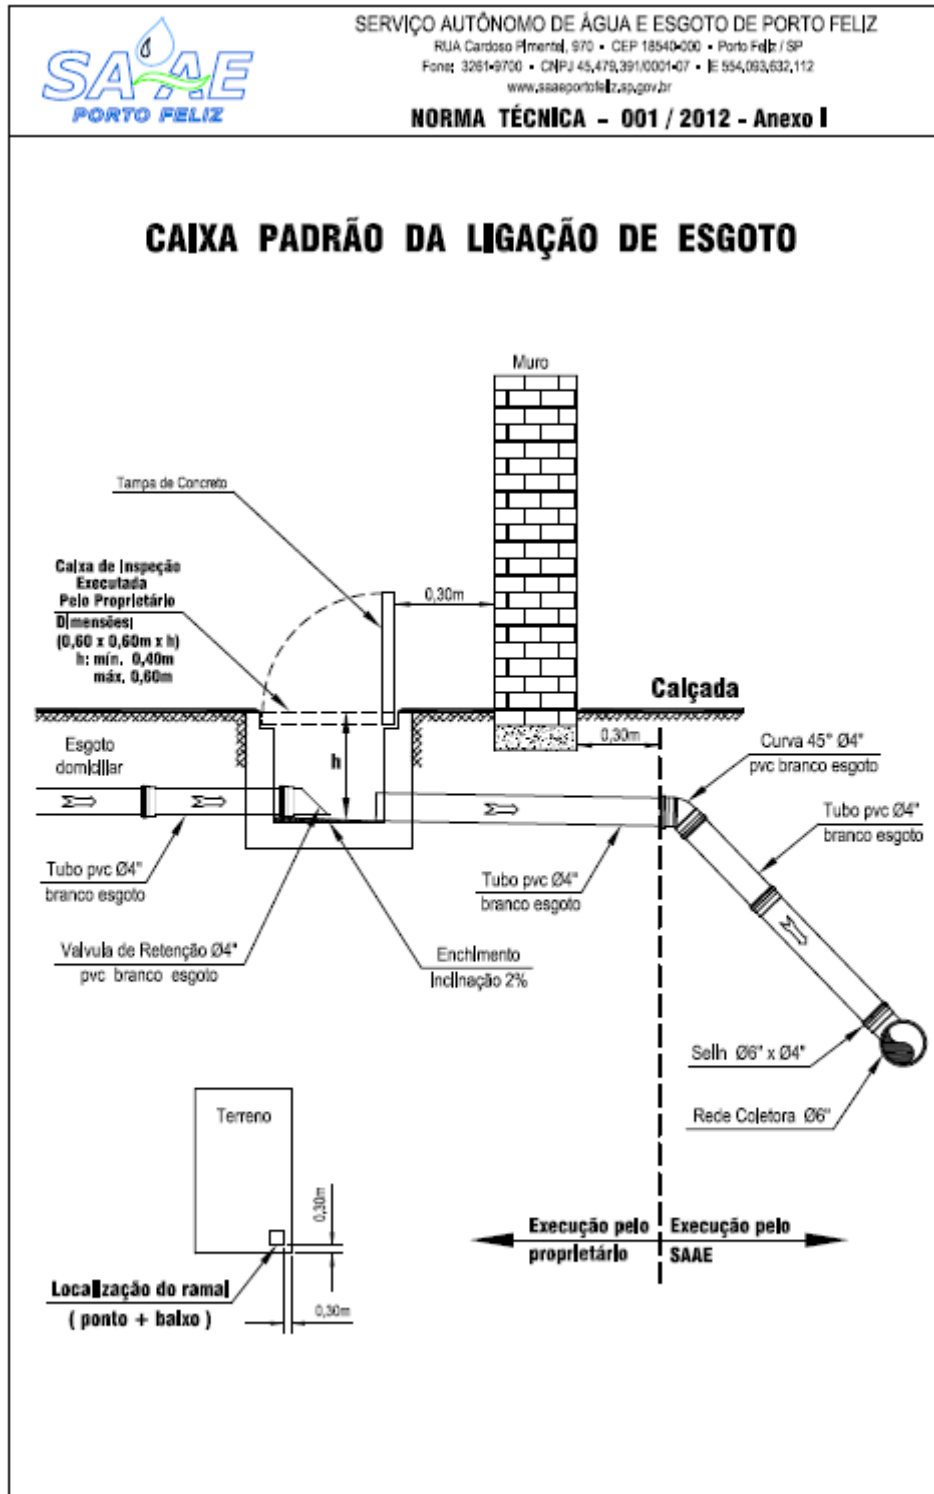 SAAE
PORTO FELIZ
SERVIÇO AUTÔNOMO DE ÁGUA E ESGOTO DE PORTO FELIZ
RUA Cardoso Pimentel, 970 • CEP 18540-000 • Porto Feliz / SP
Fone: 3261-9700 • CNPJ 45.479.391/0001-07 • IE 554.093.632.112
www.saaeportofeliz.sp.gov.br
NORMA TÉCNICA - 001 / 2012 - Anexo I
CAIXA PADRÃO DA LIGAÇÃO DE ESGOTO
Muro
Tampa de Concreto
Caixa de Inspeção
Executada
Pelo Proprietário
Dimensões:
(0,60 x 0,60m x h)
h: mín. 0,40m
máx. 0,60m
0,30m
Calçada
Esgoto
domiciliar
h
0,30m
Curva 45° Ø4"
pvc branco esgoto
Tubo pvc Ø4"
branco esgoto
Tubo pvc Ø4"
branco esgoto
Tubo pvc Ø4"
branco esgoto
Valvula de Retenção Ø4"
pvc branco esgoto
Enchimento
Inclinação 2%
Selin Ø6" x Ø4"
Rede Coletora Ø6"
Terreno
0,30m
Localização do ramal
( ponto + baixo )
0,30m
Execução pelo
proprietário
Execução pelo
SAAE